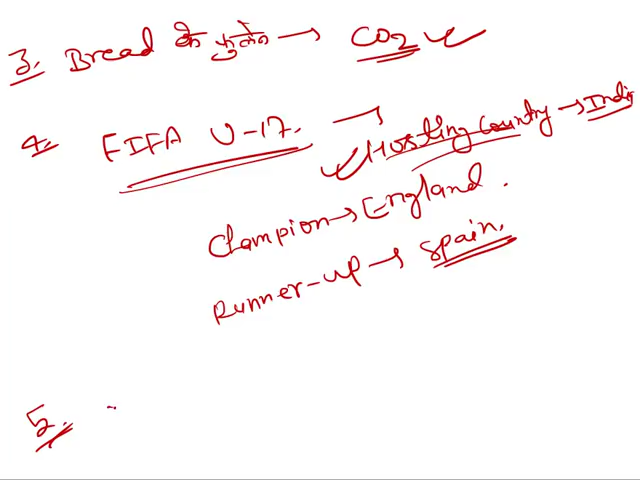 3. Bread के फुलने → CO2
4. FIFA U-17. →
Hosting Country → India
Champion → England.
Runner-up → Spain.
5.